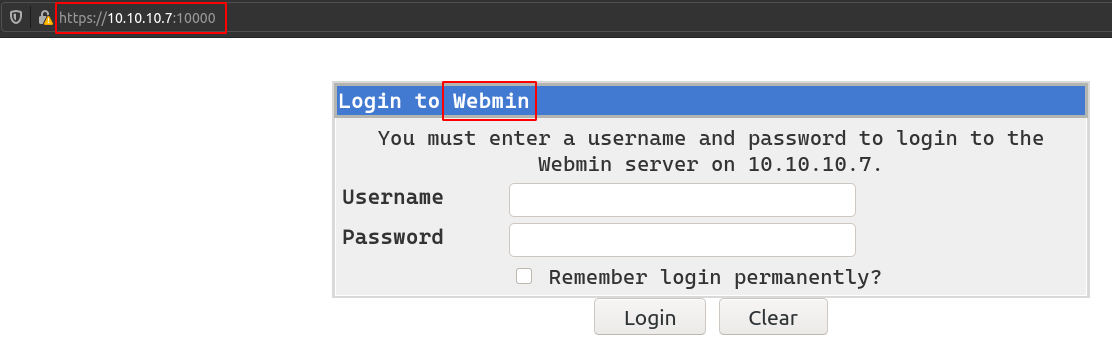 https://10.10.10.7:10000
Login to Webmin
You must enter a username and password to login to the
Webmin server on 10.10.10.7.
Username
Password
Remember login permanently?
Login Clear